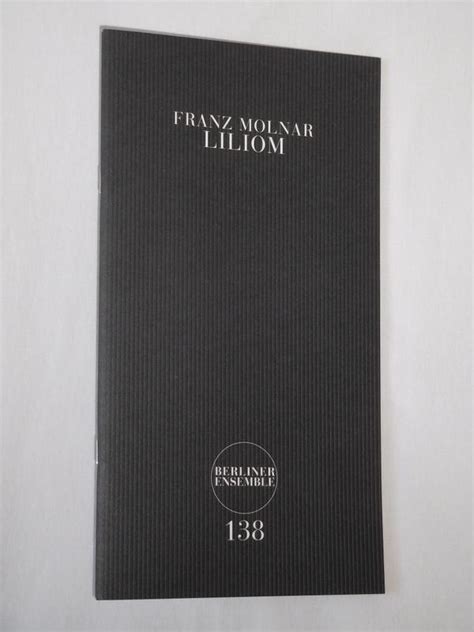 FRANZ MOLNAR
LILIOM
BERLINER
ENSEMBLE
138